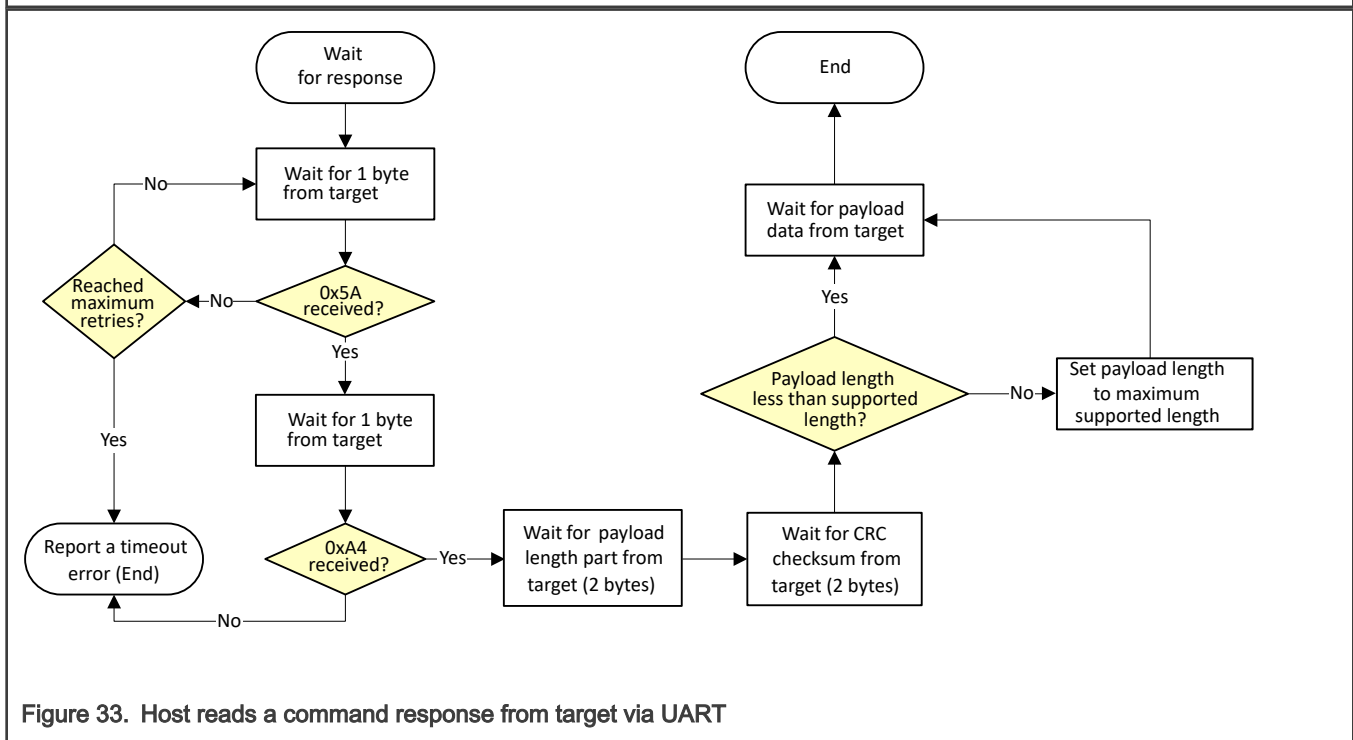 Wait
for response
Wait for 1 byte
from target
No
Reached
maximum
retries?
No
0x5A
received?
Yes
Yes
Wait for 1 byte
from target
Report a timeout
error (End)
0xA4
received?
Yes
No
Wait for payload
length part from
target (2 bytes)
Wait for CRC
checksum from
target (2 bytes)
Payload length
less than supported
length?
No
Set payload length
to maximum
supported length
Yes
Wait for payload
data from target
End
Figure 33. Host reads a command response from target via UART